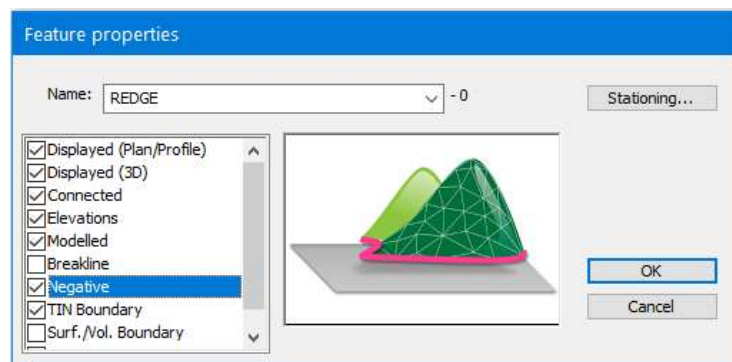 Feature properties
Name: REDGE - 0 Stationing...
Displayed (Plan/Profile)
Displayed (3D)
Connected
Elevations
Modelled
Breakline
Negative
TIN Boundary
Surf./Vol. Boundary
OK
Cancel